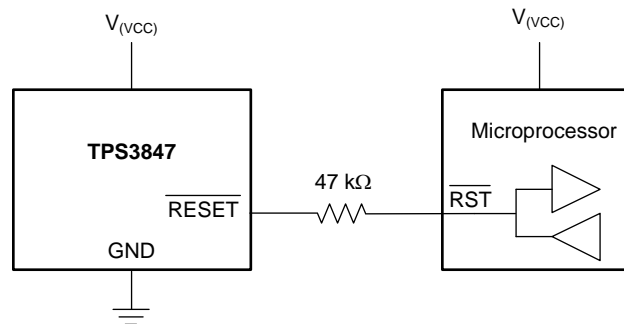 V(VCC)
V(VCC)
TPS3847
Microprocessor
47 kΩ
RESET
RST
GND